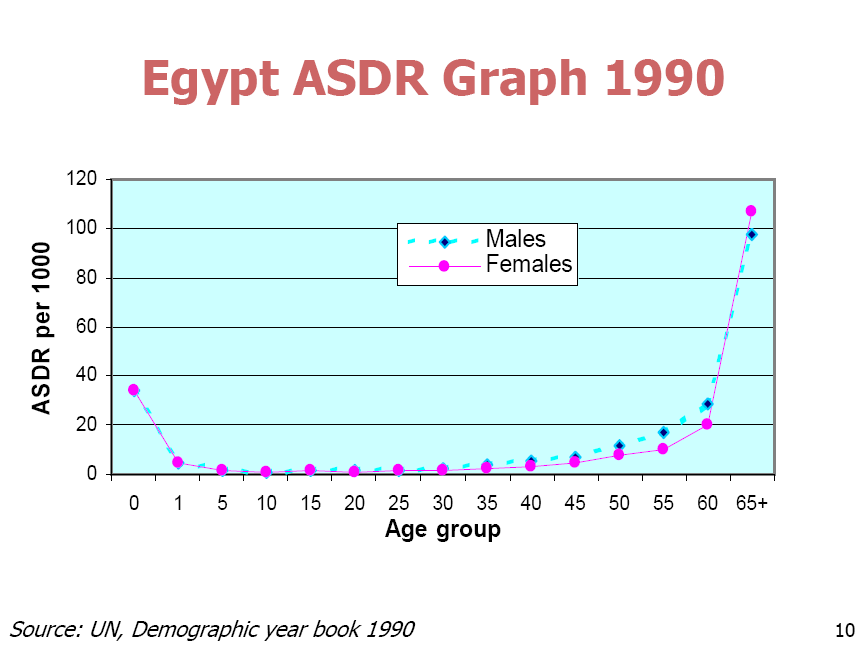 Egypt ASDR Graph 1990
120
100
80
60
40
20
0
ASDR per 1000
Males
Females
0 1 5 10 15 20 25 30 35 40 45 50 55 60 65+
Age group
Source: UN, Demographic year book 1990
10